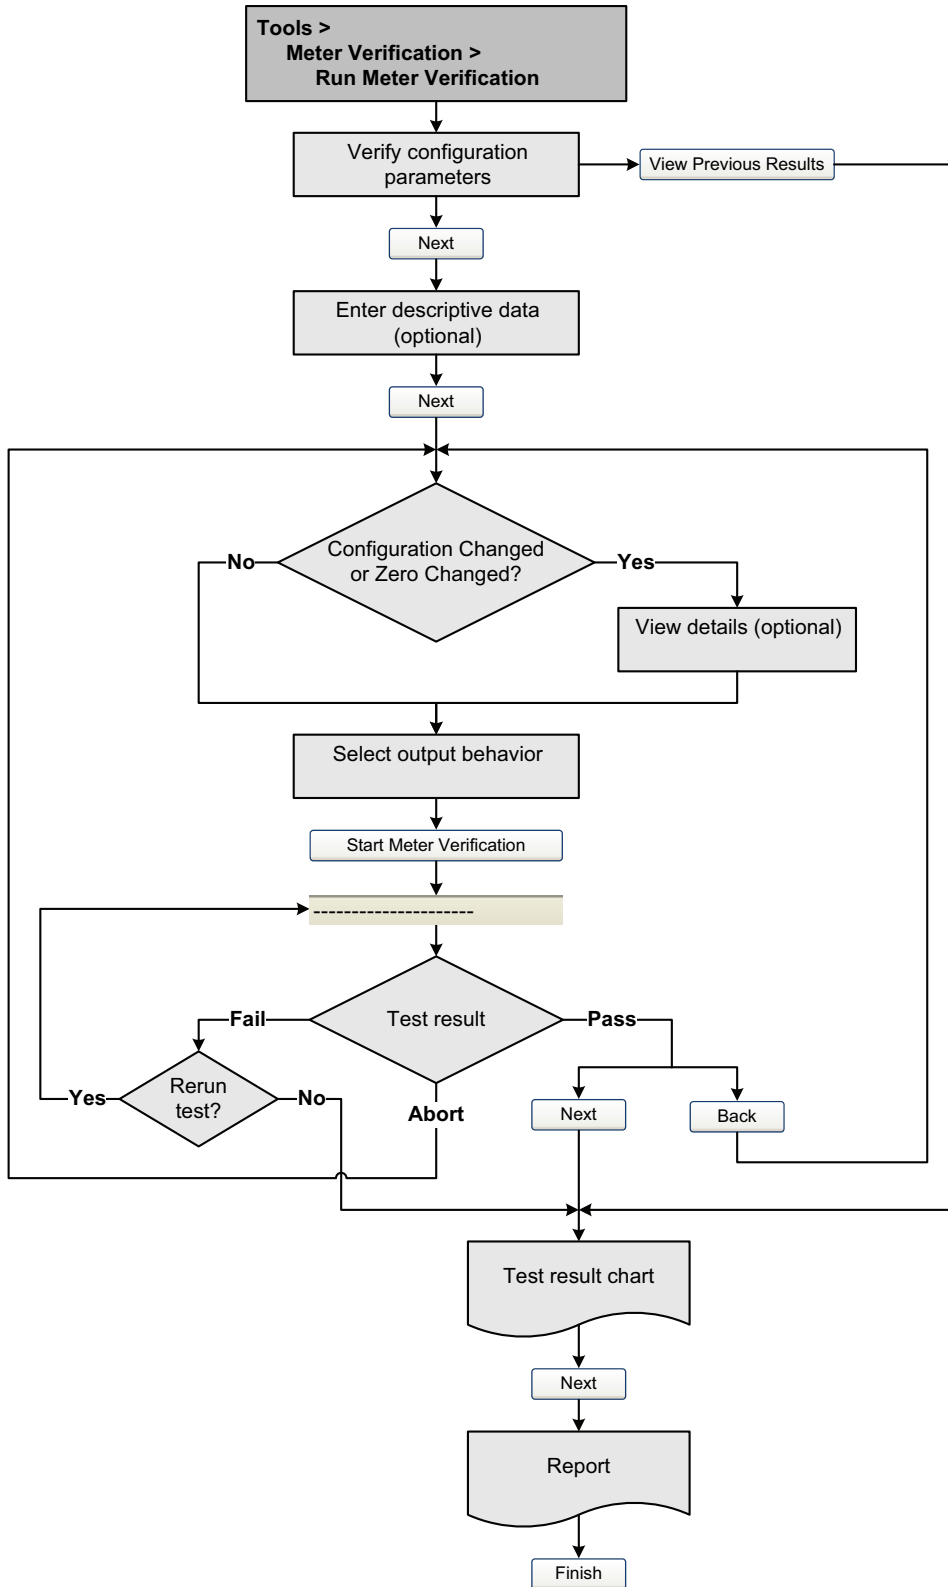 Tools >
Meter Verification >
Run Meter Verification
Verify configuration
parameters
View Previous Results
Next
Enter descriptive data
(optional)
Next
Configuration Changed
or Zero Changed?
No
Yes
View details (optional)
Select output behavior
Start Meter Verification
---------------------
Test result
Fail
Pass
Rerun
test?
Yes
No
Abort
Next
Back
Test result chart
Next
Report
Finish